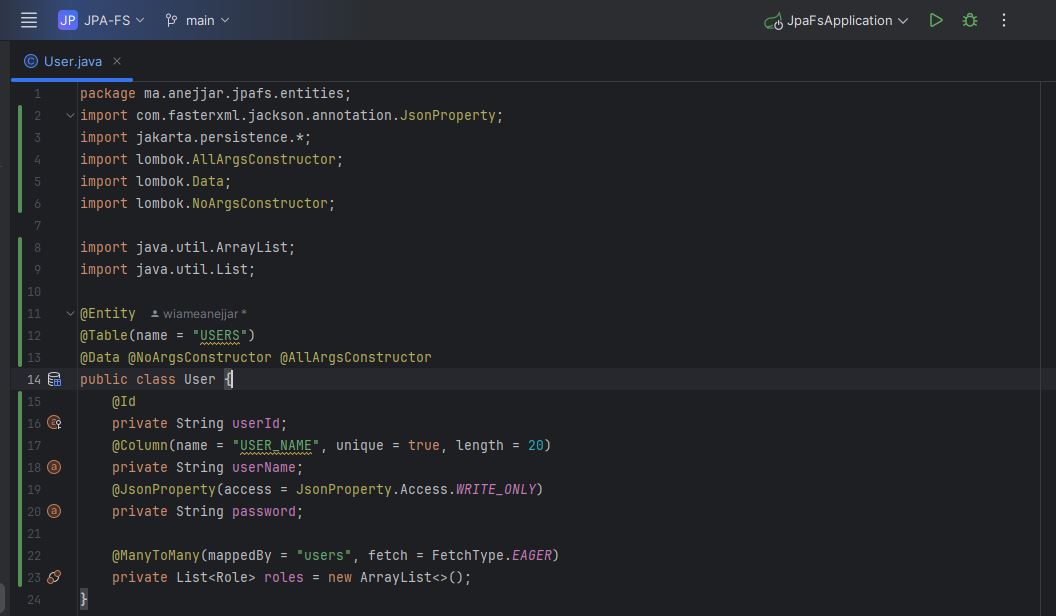 JP JPA-FS main JpaFsApplication
User.java
1 package ma.anejjar.jpafs.entities;
2 import com.fasterxml.jackson.annotation.JsonProperty;
3 import jakarta.persistence.*;
4 import lombok.AllArgsConstructor;
5 import lombok.Data;
6 import lombok.NoArgsConstructor;
7
8 import java.util.ArrayList;
9 import java.util.List;
10
11 @Entity wiameanejjar *
12 @Table(name = "USERS")
13 @Data @NoArgsConstructor @AllArgsConstructor
14 public class User {
15     @Id
16     private String userId;
17     @Column(name = "USER_NAME", unique = true, length = 20)
18     private String userName;
19     @JsonProperty(access = JsonProperty.Access.WRITE_ONLY)
20     private String password;
21
22     @ManyToMany(mappedBy = "users", fetch = FetchType.EAGER)
23     private List<Role> roles = new ArrayList<>();
24 }